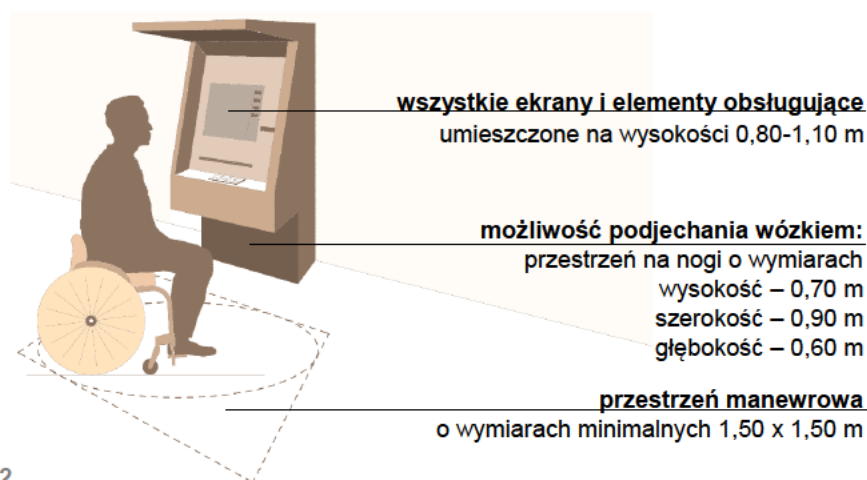 wszystkie ekrany i elementy obsługujące
umieszczone na wysokości 0,80-1,10 m
możliwość podjechania wózkiem:
przestrzeń na nogi o wymiarach
wysokość – 0,70 m
szerokość – 0,90 m
głębokość – 0,60 m
przestrzeń manewrowa
o wymiarach minimalnych 1,50 x 1,50 m
2